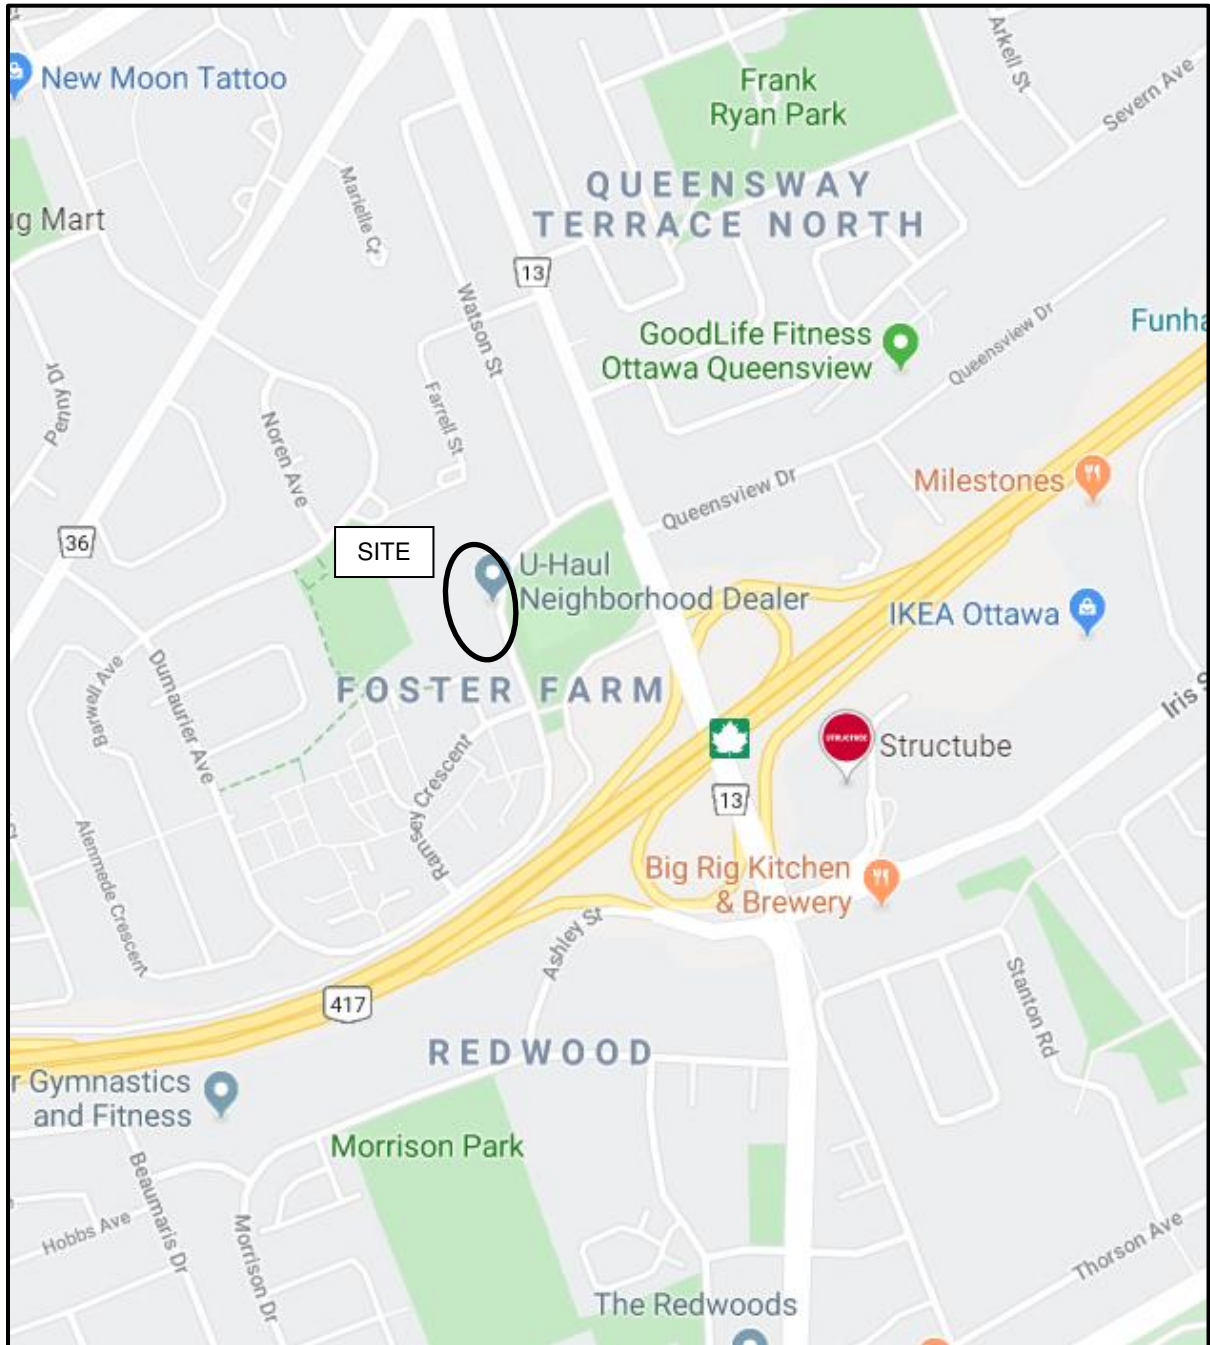 Frank
Ryan Park
Arkell St
Severn Ave
New Moon Tattoo
QUEENSWAY
TERRACE NORTH
ug Mart
Marielle Cr
13
Watson St
GoodLife Fitness
Ottawa Queensview
Queensview Dr
Funha
Penny Dr
Farrell St
Noren Ave
Queensview Dr
Milestones
36
SITE
U-Haul
Neighborhood Dealer
IKEA Ottawa
Banwell Ave
Dumaurier Ave
FOSTER FARM
Iris S
STRUCTUBE
Structube
Ramsey Crescent
13
Alenmede Crescent
Big Rig Kitchen
& Brewery
Ashley St
Stanton Rd
417
REDWOOD
r Gymnastics
and Fitness
Morrison Park
Beaumaris Dr
Hobbs Ave
Morrison Dr
Thorson Ave
The Redwoods